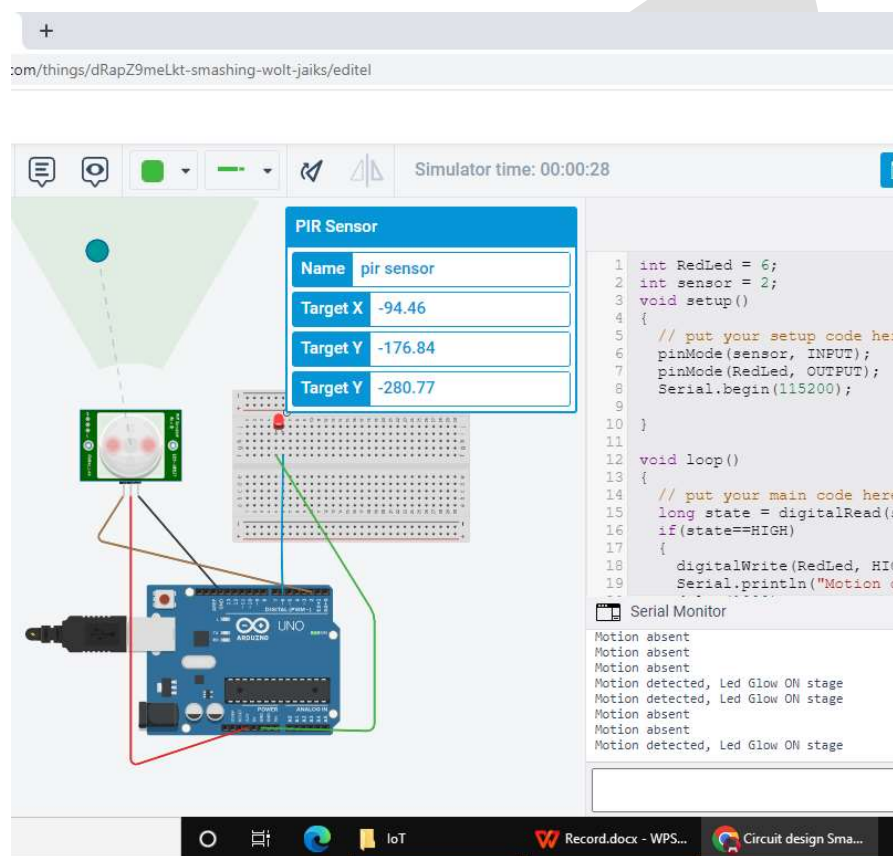 +
com/things/dRapZ9meLkt-smashing-wolt-jaiks/editel
Simulator time: 00:00:28
PIR Sensor
Name pir sensor
Target X -94.46
Target Y -176.84
Target Y -280.77
1 int RedLed = 6;
2 int sensor = 2;
3 void setup()
4 {
5 // put your setup code her
6 pinMode(sensor, INPUT);
7 pinMode(RedLed, OUTPUT);
8 Serial.begin(115200);
9
10 }
11
12 void loop()
13 {
14 // put your main code here
15 long state = digitalRead(s
16 if(state==HIGH)
17 {
18 digitalWrite(RedLed, HIG
19 Serial.println("Motion d
Serial Monitor
Motion absent
Motion absent
Motion absent
Motion detected, Led Glow ON stage
Motion detected, Led Glow ON stage
Motion absent
Motion absent
Motion detected, Led Glow ON stage
DIGITAL (PWM~)
UNO
ARDUINO
POWER
ANALOG IN
IoT
Record.docx - WPS...
Circuit design Sma...